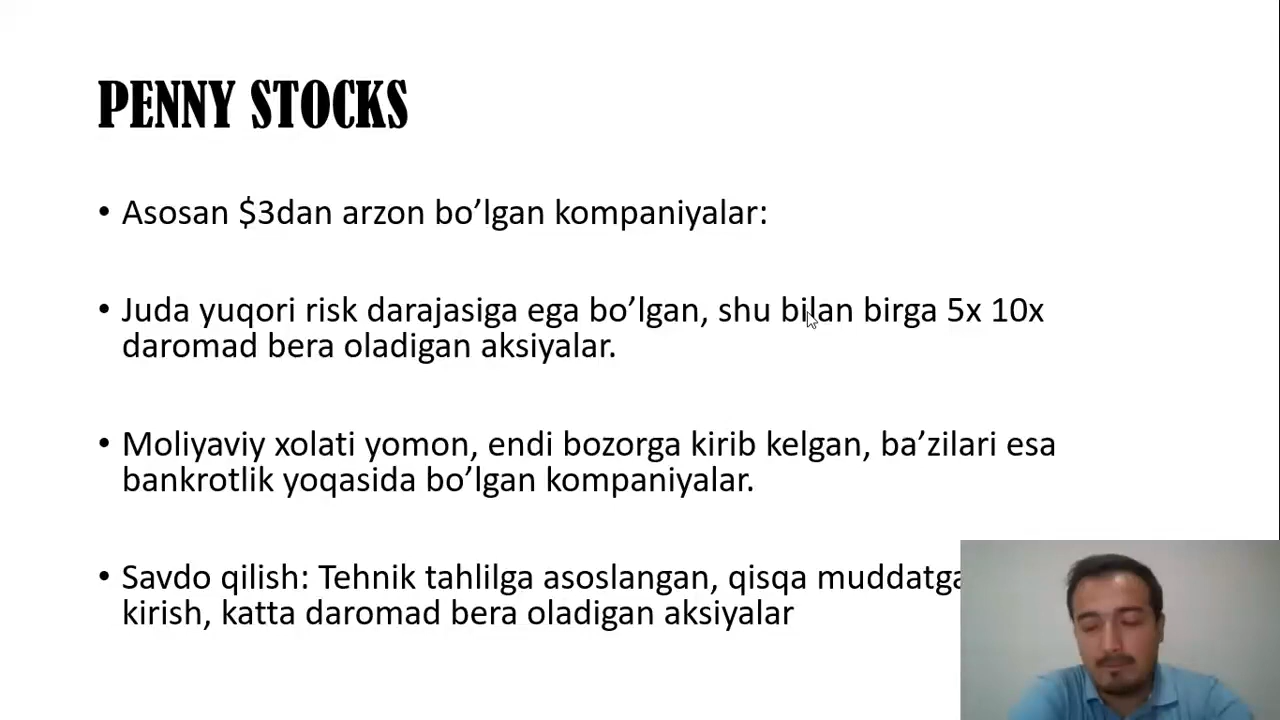 PENNY STOCKS
• Asosan $3dan arzon bo’lgan kompaniyalar:
• Juda yuqori risk darajasiga ega bo’lgan, shu bilan birga 5x 10x
daromad bera oladigan aksiyalar.
• Moliyaviy xolati yomon, endi bozorga kirib kelgan, ba’zilari esa
bankrotlik yoqasida bo’lgan kompaniyalar.
• Savdo qilish: Tehnik tahlilga asoslangan, qisqa muddatga
kirish, katta daromad bera oladigan aksiyalar